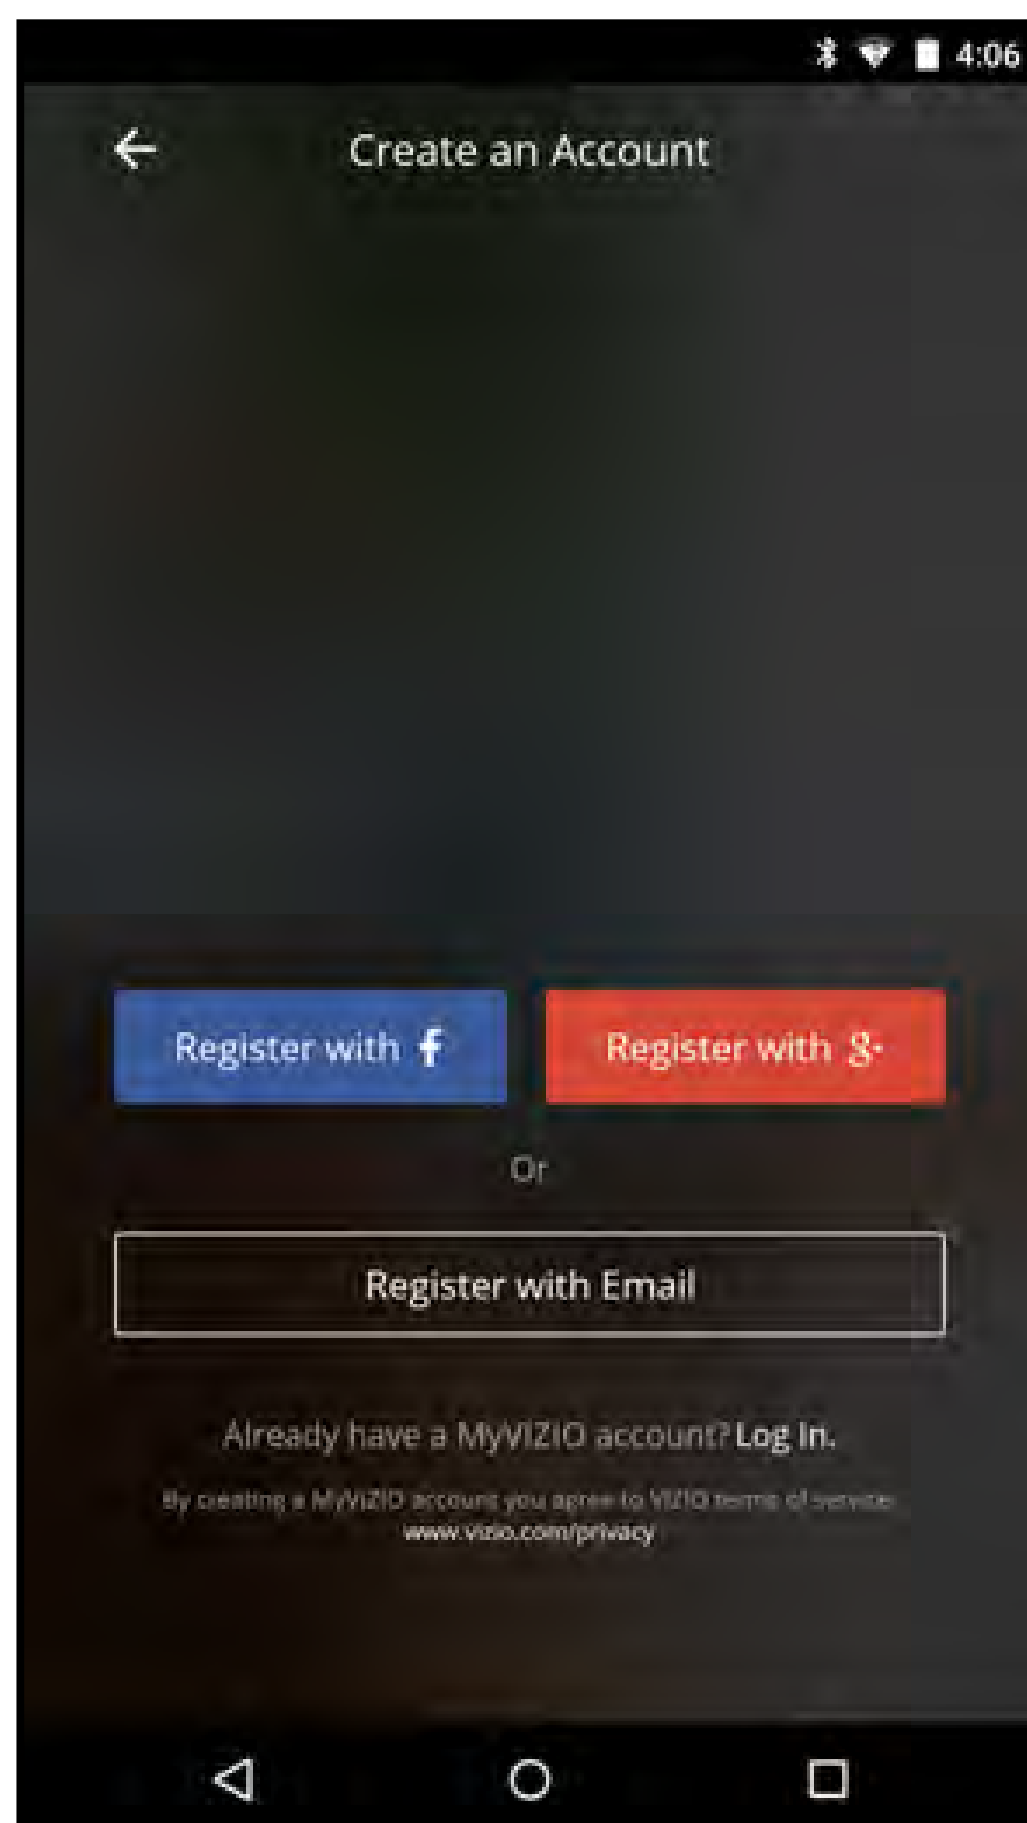 4:06
Create an Account
Register with f
Register with g+
Or
Register with Email
Already have a MyVIZIO account? Log In.
By creating a MyVIZIO account you agree to VIZIO terms of service.
www.vizio.com/privacy